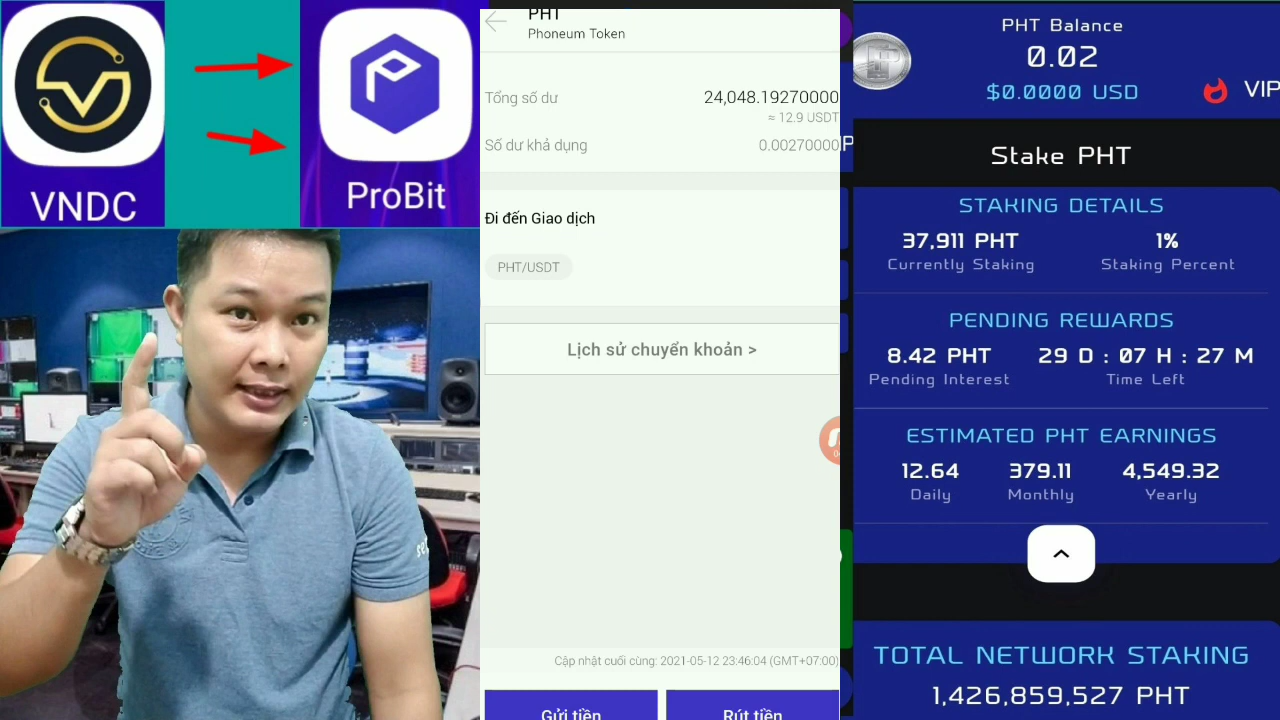 VNDC
ProBit
PHT
Phoneum Token
Tổng số dư
24,048.19270000
≈ 12.9 USDT
Số dư khả dụng
0.00270000
Đi đến Giao dịch
PHT/USDT
Lịch sử chuyển khoản >
Cập nhật cuối cùng: 2021-05-12 23:46:04 (GMT+07:00)
Gửi tiền
Rút tiền
PHT Balance
0.02
$0.0000 USD
VIP
Stake PHT
STAKING DETAILS
37,911 PHT
1%
Currently Staking
Staking Percent
PENDING REWARDS
8.42 PHT
29 D : 07 H : 27 M
Pending Interest
Time Left
ESTIMATED PHT EARNINGS
12.64
379.11
4,549.32
Daily
Monthly
Yearly
TOTAL NETWORK STAKING
1,426,859,527 PHT